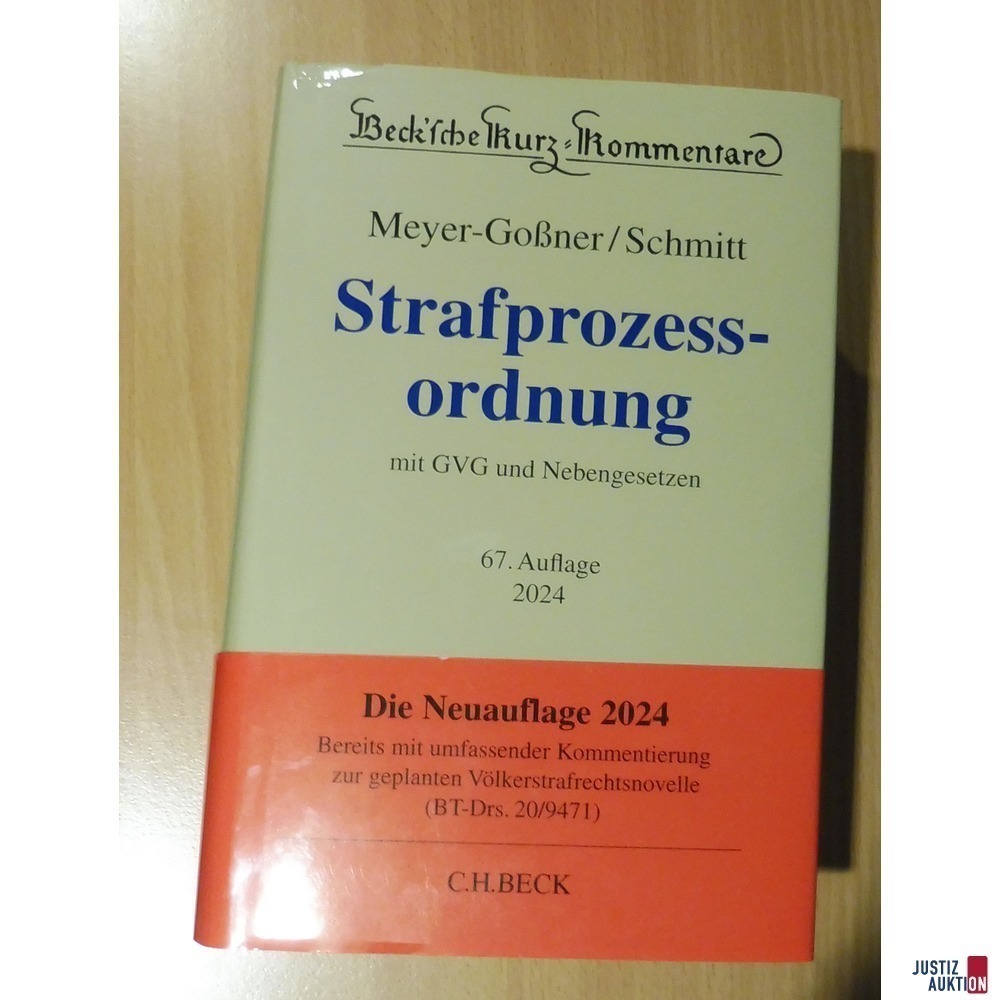 Beck'sche Kurz-Kommentare
Meyer-Goßner/Schmitt
Strafprozess-
ordnung
mit GVG und Nebengesetzen
67. Auflage
2024
Die Neuauflage 2024
Bereits mit umfassender Kommentierung
zur geplanten Völkerstrafrechtsnovelle
(BT-Drs. 20/9471)
C.H.BECK
JUSTIZ
AUKTION